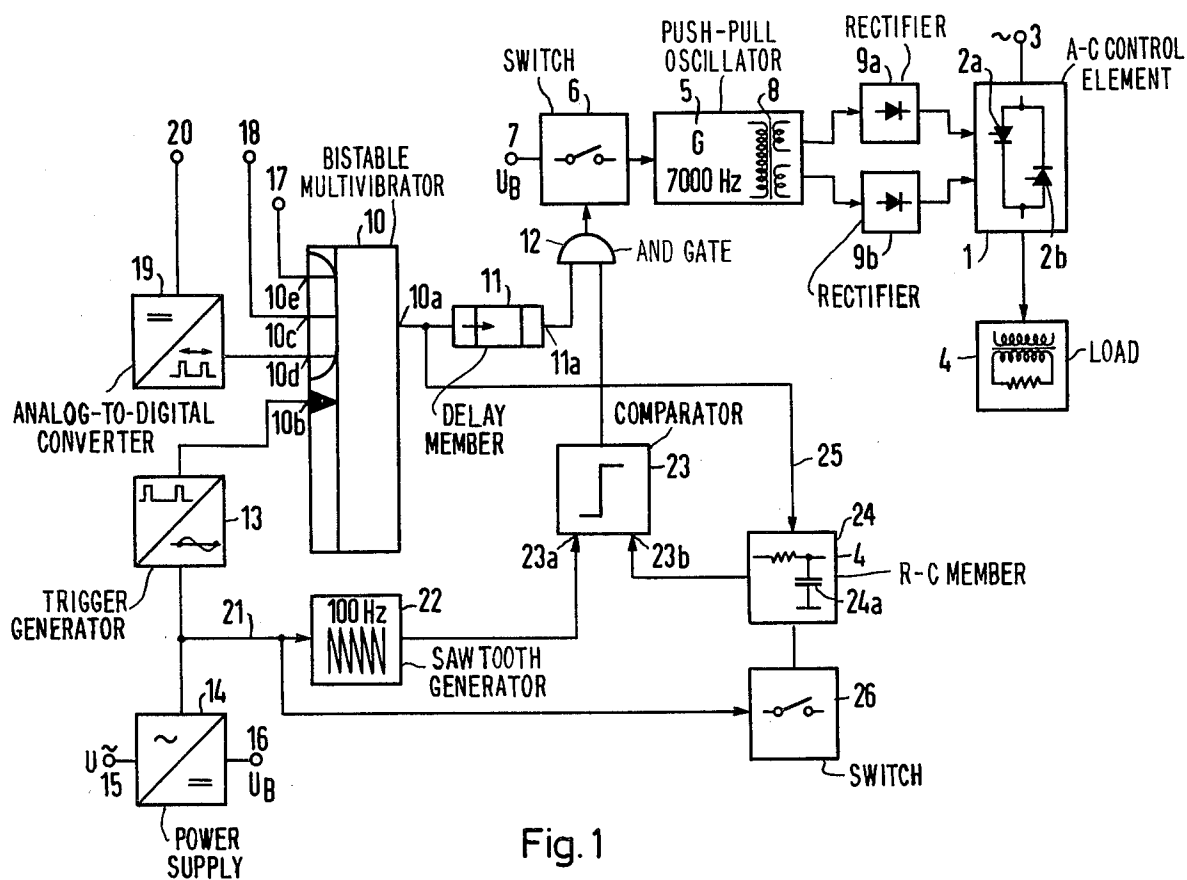 RECTIFIER
PUSH-PULL
OSCILLATOR
SWITCH
~ 3
A-C CONTROL
ELEMENT
9a
2a
6
5
8
7
U_B
G
7000 Hz
20
18
17
BISTABLE
MULTIVIBRATOR
10
12
AND GATE
9b
1
2b
RECTIFIER
19
10e
10a
11
10c
11a
10d
4
LOAD
ANALOG-TO-DIGITAL
CONVERTER
10b
DELAY
MEMBER
COMPARATOR
23
25
13
24
23a
23b
4
R-C MEMBER
24a
TRIGGER
GENERATOR
21
100 Hz
22
SAWTOOTH
GENERATOR
14
26
~
16
U~
15
=
U_B
SWITCH
POWER
SUPPLY
Fig. 1